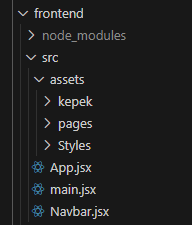 frontend
node_modules
src
assets
kepek
pages
Styles
App.jsx
main.jsx
Navbar.jsx